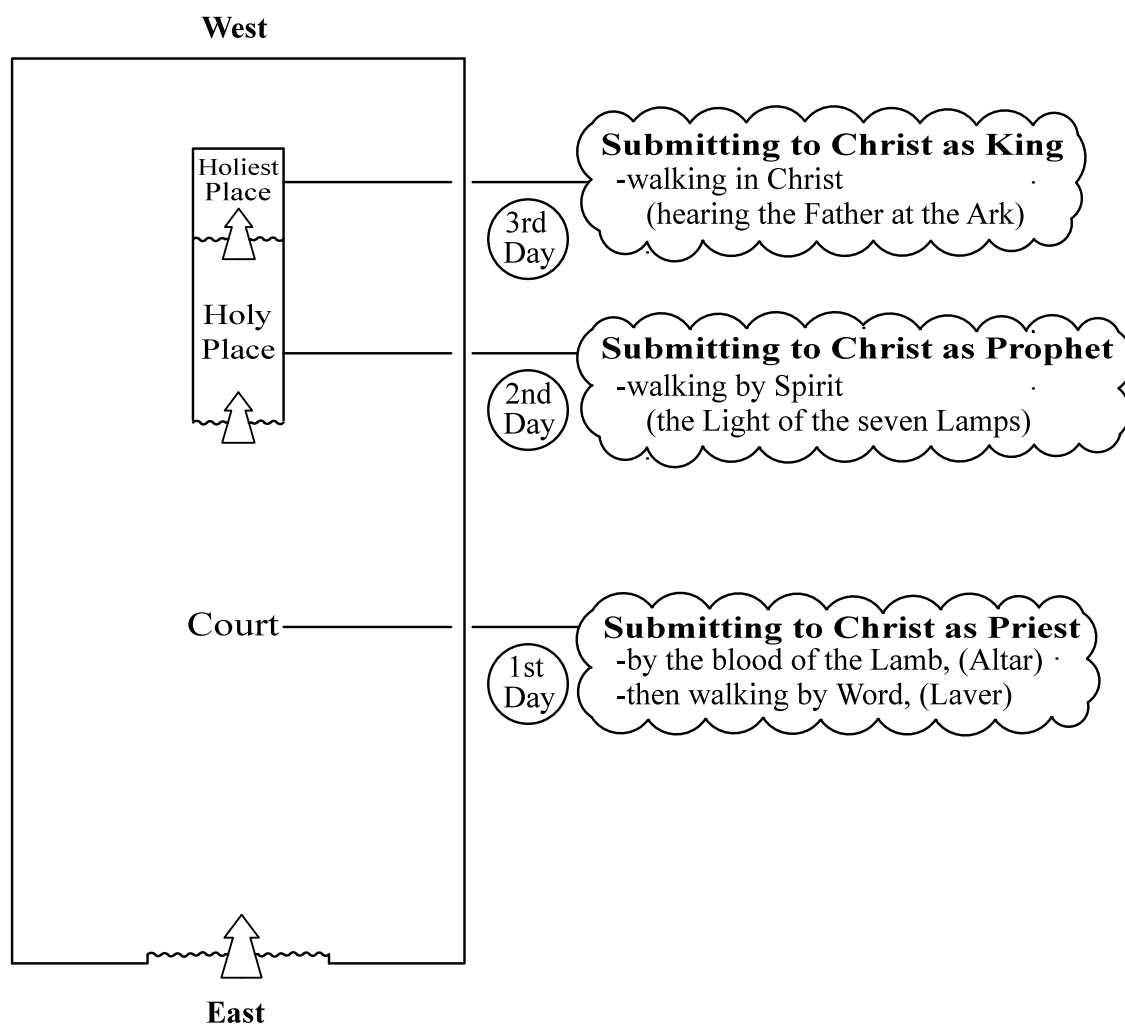 West
Holiest
Place
3rd
Day
Submitting to Christ as King
-walking in Christ
(hearing the Father at the Ark)
Holy
Place
2nd
Day
Submitting to Christ as Prophet
-walking by Spirit
(the Light of the seven Lamps)
Court
1st
Day
Submitting to Christ as Priest
-by the blood of the Lamb, (Altar)
-then walking by Word, (Laver)
East